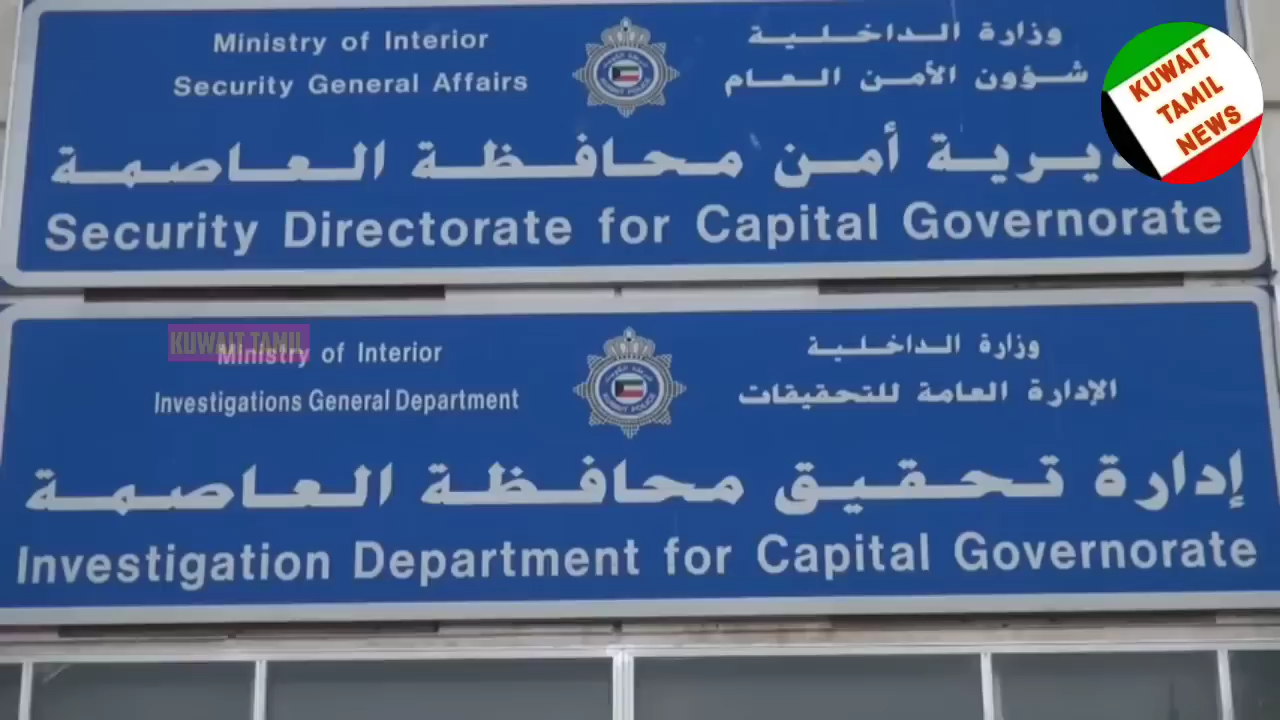 Ministry of Interior
وزارة الداخلية
Security General Affairs
شؤون الأمن العام
أمن محافظة العاصمة
Security Directorate for Capital Governorate
KUWAIT
TAMIL
NEWS
KUWAIT TAMIL
Ministry of Interior
وزارة الداخلية
Investigations General Department
الإدارة العامة للتحقيقات
إدارة تحقيق محافظة العاصمة
Investigation Department for Capital Governorate